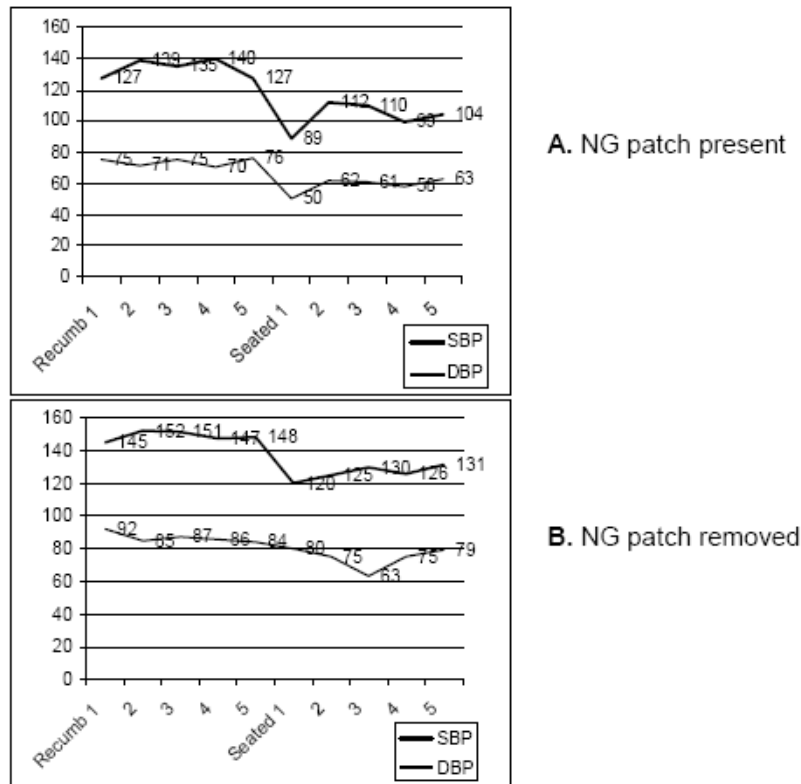 160
140
120
100
80
60
40
20
0
127 139 135 140 127 89 112 110 99 104
75 71 75 70 76 50 62 61 58 63
Recumb 1 2 3 4 5 Seated 1 2 3 4 5
SBP
DBP
A. NG patch present
160
140
120
100
80
60
40
20
0
145 152 151 147 148 120 125 130 126 131
92 85 87 86 84 80 75 63 75 79
Recumb 1 2 3 4 5 Seated 1 2 3 4 5
SBP
DBP
B. NG patch removed